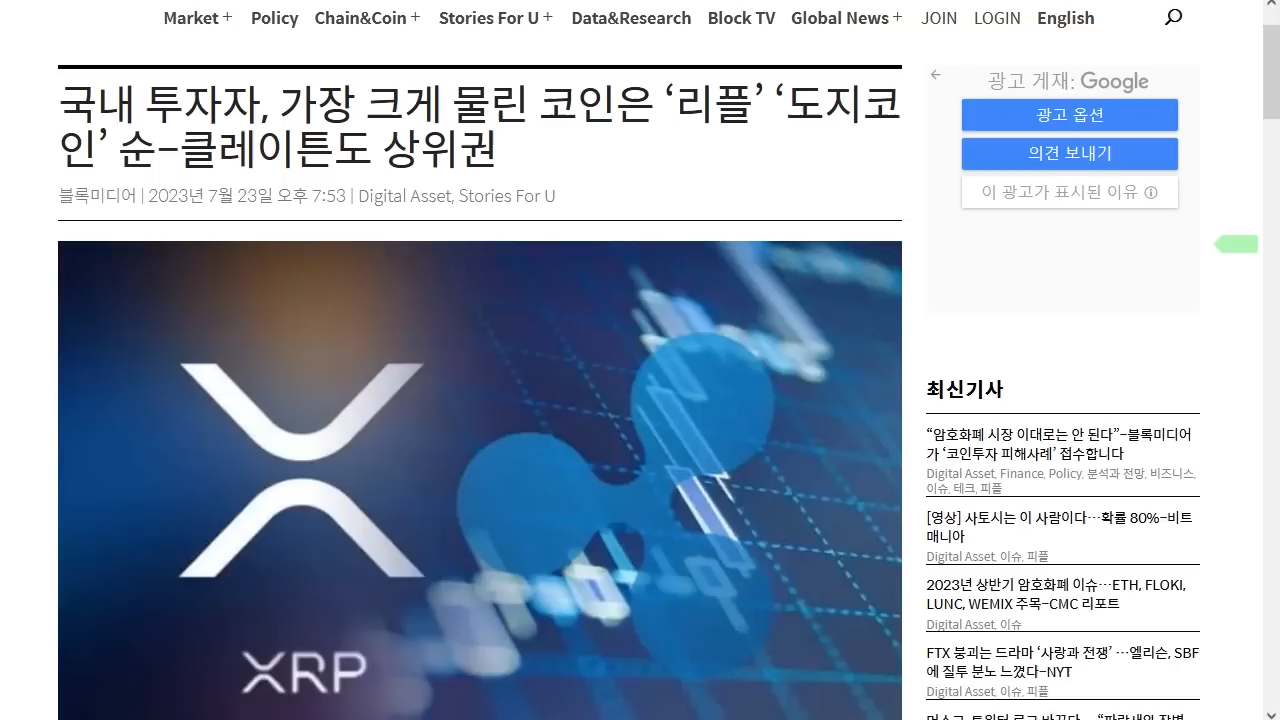 Market + Policy Chain&Coin + Stories For U + Data&Research Block TV Global News + JOIN LOGIN English
국내 투자자, 가장 크게 물린 코인은 ‘리플’ ‘도지코
인’ 순–클레이튼도 상위권
블록미디어 | 2023년 7월 23일 오후 7:53 | Digital Asset, Stories For U
XRP
광고 게재: Google
광고 옵션
의견 보내기
이 광고가 표시된 이유
최신기사
“암호화폐 시장 이대로는 안 된다”–블록미디어
가 ‘코인투자 피해사례’ 접수합니다
Digital Asset, Finance, Policy, 분석과 전망, 비즈니스,
이슈, 테크, 피플
[영상] 사토시는 이 사람이다…확률 80%–비트
매니아
Digital Asset, 이슈, 피플
2023년 상반기 암호화폐 이슈…ETH, FLOKI,
LUNC, WEMIX 주목–CMC 리포트
Digital Asset, 이슈
FTX 붕괴는 드라마 ‘사랑과 전쟁’ …엘리슨, SBF
에 질투 분노 느꼈다–NYT
Digital Asset, 이슈, 피플